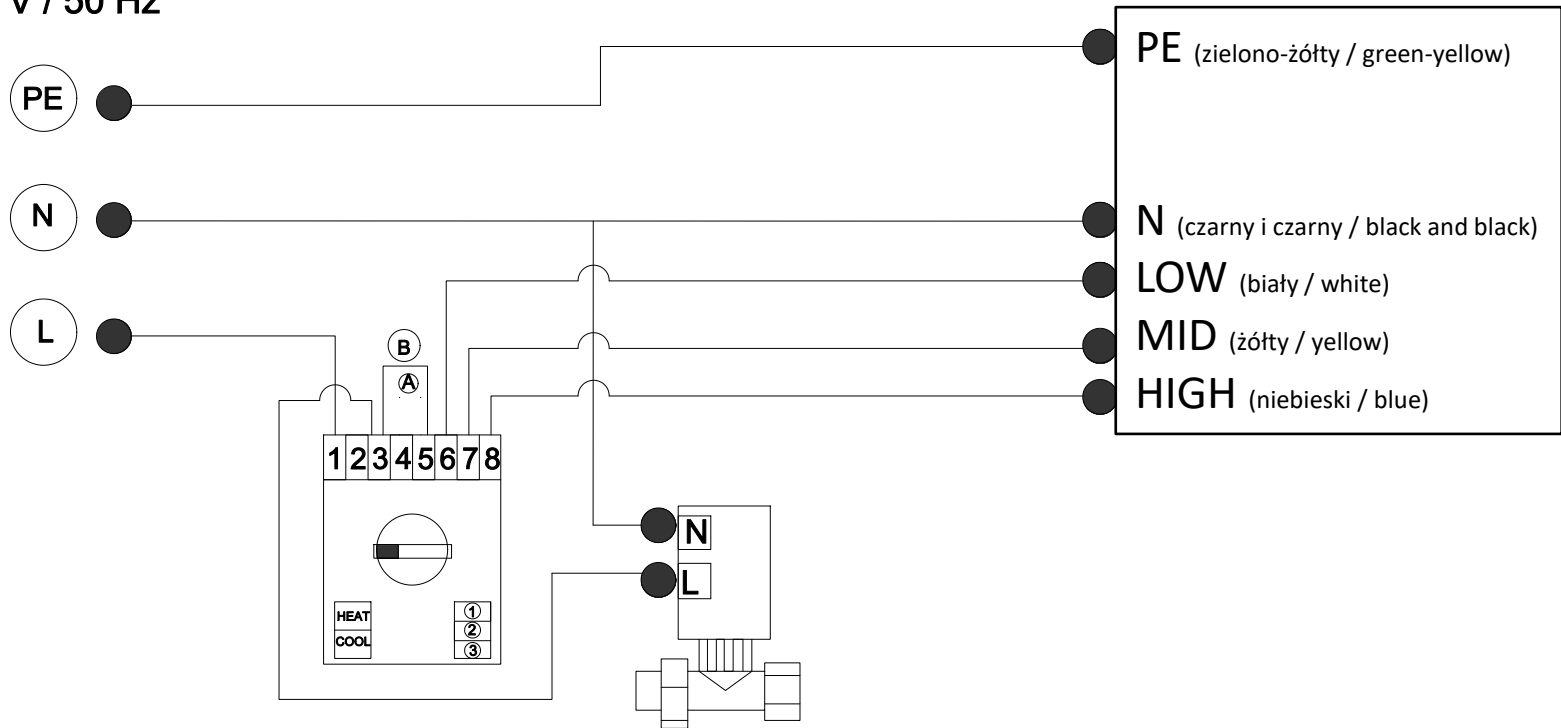 V / 50 Hz
PE
PE (zielono-żółty / green-yellow)
N
N (czarny i czarny / black and black)
LOW (biały / white)
L
MID (żółty / yellow)
B
A
HIGH (niebieski / blue)
1 2 3 4 5 6 7 8
N
L
HEAT
COOL
1
2
3